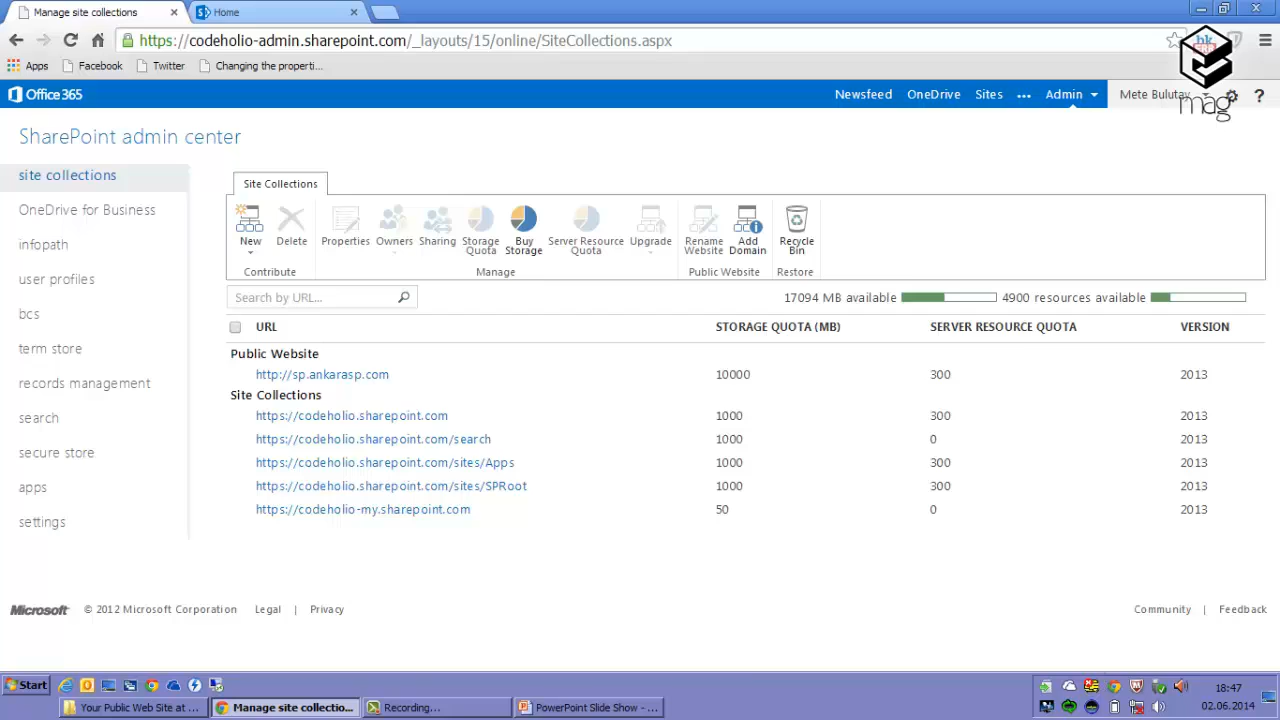 Manage site collections
Home
https://codeholio-admin.sharepoint.com/_layouts/15/online/SiteCollections.aspx
Apps Facebook Twitter Changing the properti...
mag
Office 365
Newsfeed OneDrive Sites ... Admin Mete Bulutay ?
SharePoint admin center
site collections
OneDrive for Business
infopath
user profiles
bcs
term store
records management
search
secure store
apps
settings
Site Collections
New Delete Properties Owners Sharing Storage Quota Buy Storage Server Resource Quota Upgrade Rename Website Add Domain Recycle Bin
Contribute Manage Public Website Restore
Search by URL... 17094 MB available 4900 resources available
URL STORAGE QUOTA (MB) SERVER RESOURCE QUOTA VERSION
Public Website
http://sp.ankarasp.com 10000 300 2013
Site Collections
https://codeholio.sharepoint.com 1000 300 2013
https://codeholio.sharepoint.com/search 1000 0 2013
https://codeholio.sharepoint.com/sites/Apps 1000 300 2013
https://codeholio.sharepoint.com/sites/SPRoot 1000 300 2013
https://codeholio-my.sharepoint.com 50 0 2013
Microsoft © 2012 Microsoft Corporation Legal | Privacy Community | Feedback
Start
Your Public Web Site at ... Manage site collectio... Recording... PowerPoint Slide Show - ...
18:47
02.06.2014